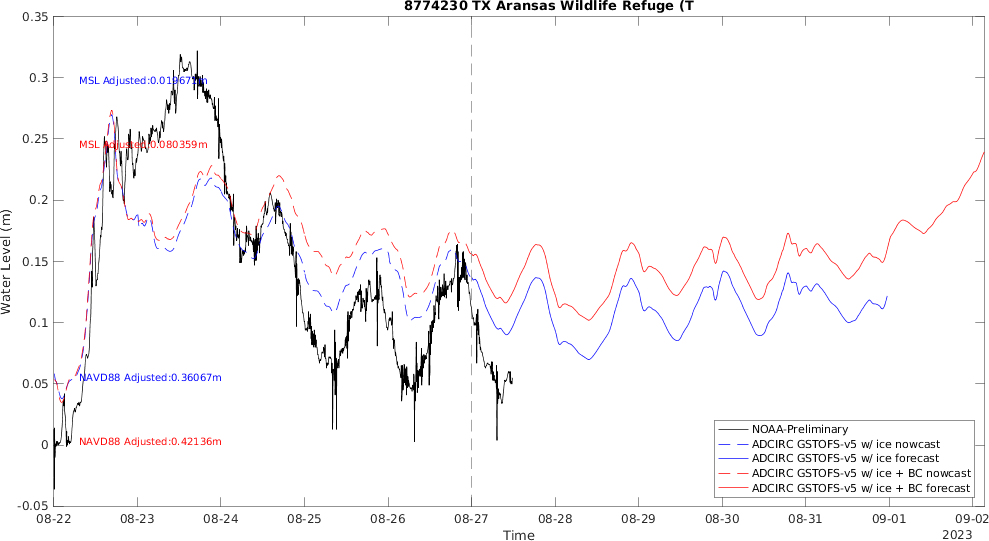 8774230 TX Aransas Wildlife Refuge (T
Water Level (m)
0.35
0.3
0.25
0.2
0.15
0.1
0.05
0
-0.05
MSL Adjusted:0.019672m
MSL Adjusted:0.080359m
NAVD88 Adjusted:0.36067m
NAVD88 Adjusted:0.42136m
NOAA-Preliminary
ADCIRC GSTOFS-v5 w/ ice nowcast
ADCIRC GSTOFS-v5 w/ ice forecast
ADCIRC GSTOFS-v5 w/ ice + BC nowcast
ADCIRC GSTOFS-v5 w/ ice + BC forecast
08-22 08-23 08-24 08-25 08-26 08-27 08-28 08-29 08-30 08-31 09-01 09-02
Time
2023